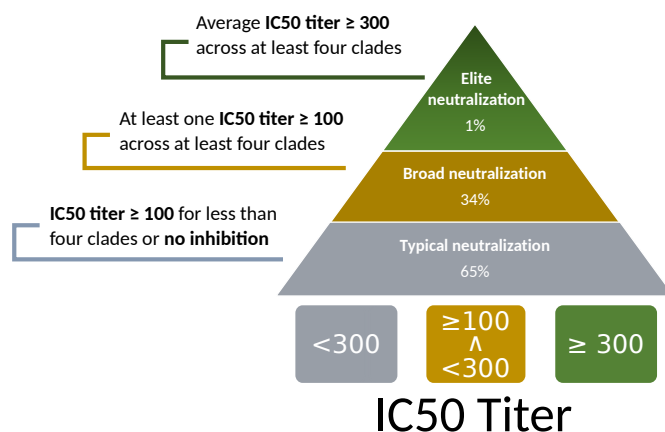 Average IC50 titer ≥ 300
across at least four clades
Elite
neutralization
1%
At least one IC50 titer ≥ 100
across at least four clades
Broad neutralization
34%
IC50 titer ≥ 100 for less than
four clades or no inhibition
Typical neutralization
65%
<300
≥100
∧
<300
≥ 300
IC50 Titer